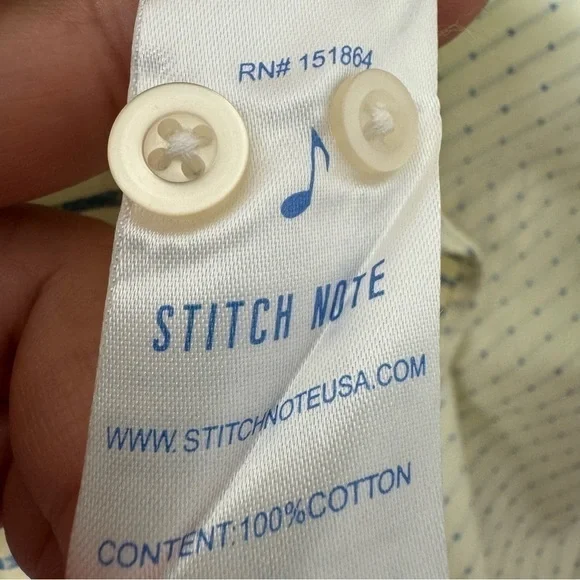 RN# 151864
STITCH NOTE
WWW.STITCHNOTEUSA.COM
CONTENT:100%COTTON